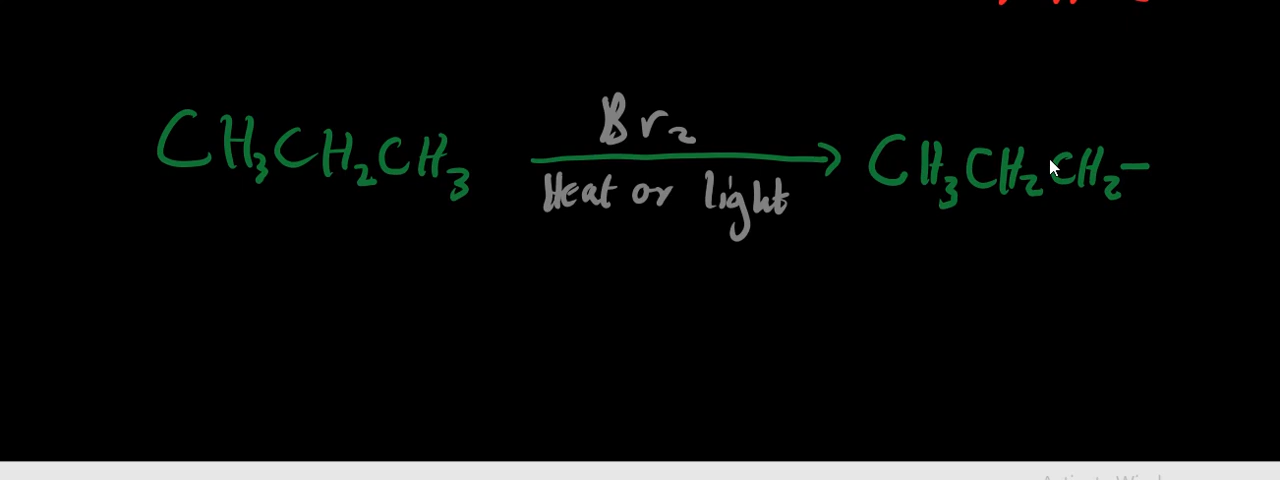 Br₂
CH₃CH₂CH₃ ⟶ CH₃CH₂CH₂–
Heat or light